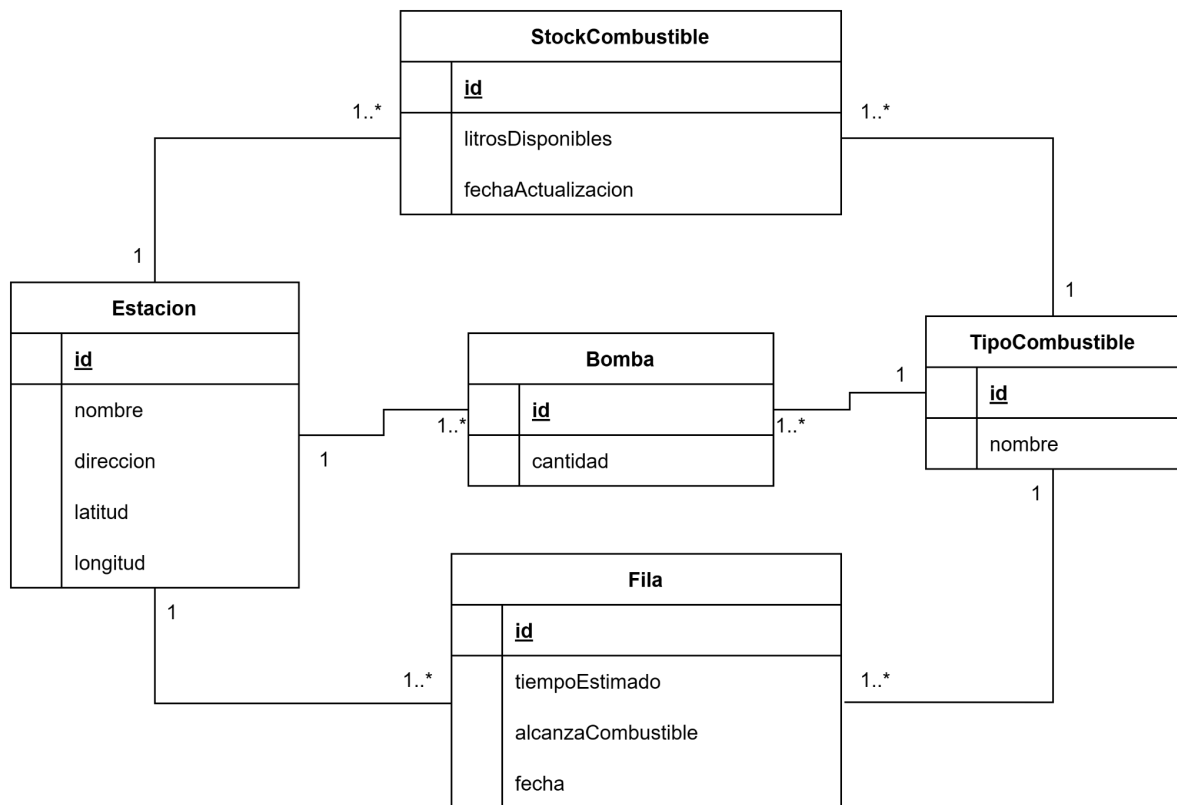 StockCombustible
id
litrosDisponibles
fechaActualizacion
1..*
1..*
1
1
Estacion
id
nombre
direccion
latitud
longitud
Bomba
id
cantidad
1
1..*
1..*
1
TipoCombustible
id
nombre
1
1
Fila
id
tiempoEstimado
alcanzaCombustible
fecha
1..*
1..*